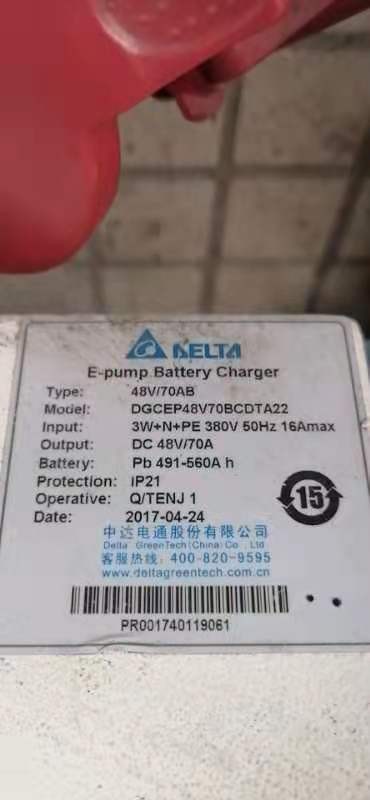 DELTA
E-pump Battery Charger
Type: 48V/70AB
Model: DGCEP48V70BCDTA22
Input: 3W+N+PE 380V 50Hz 16Amax
Output: DC 48V/70A
Battery: Pb 491-560A h
Protection: iP21
Operative: Q/TENJ 1
Date: 2017-04-24
15
中达电通股份有限公司
Delta GreenTech(China)Co., Ltd
客服热线: 400-820-9595
www.deltagreentech.com.cn
PR001740119061